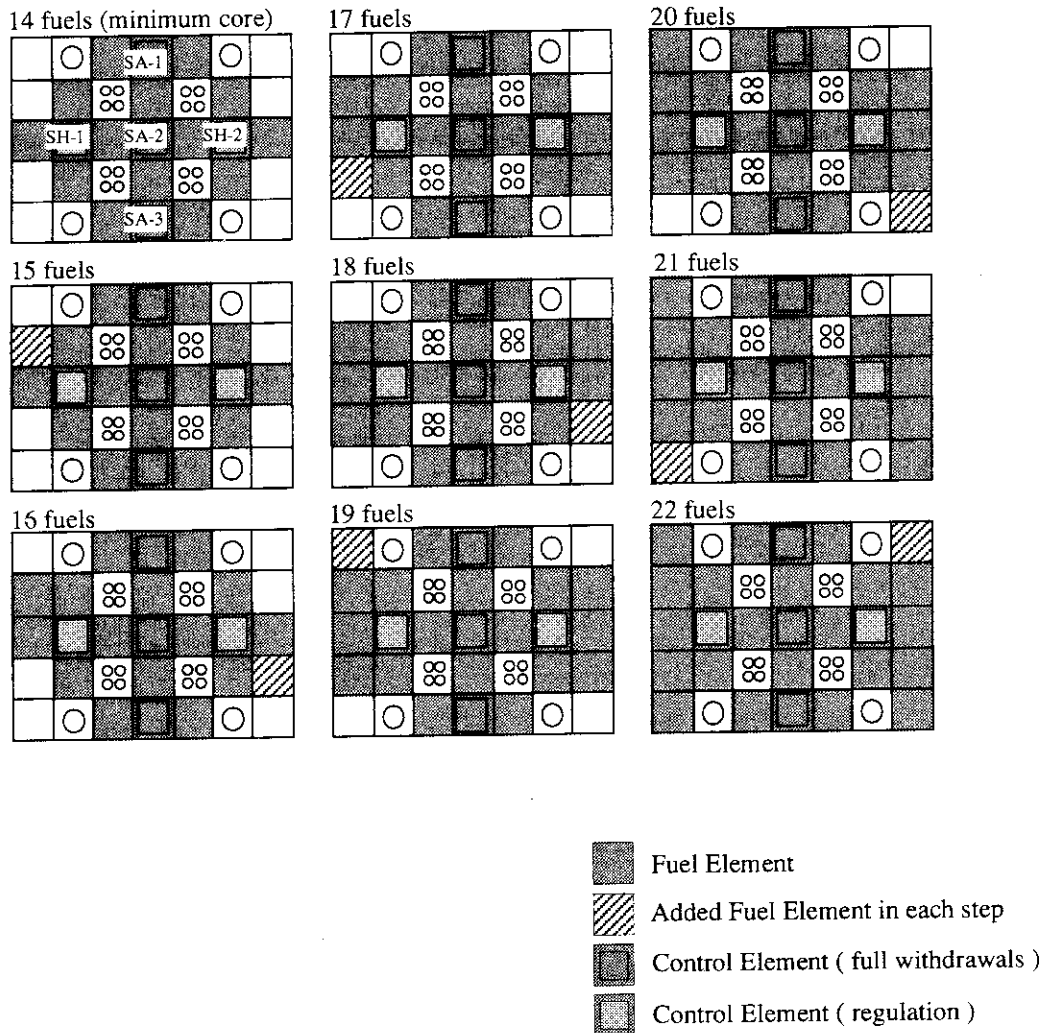 14 fuels (minimum core)
SA-1
SH-1 SA-2 SH-2
SA-3
15 fuels
16 fuels
17 fuels
18 fuels
19 fuels
20 fuels
21 fuels
22 fuels
Fuel Element
Added Fuel Element in each step
Control Element ( full withdrawals )
Control Element ( regulation )